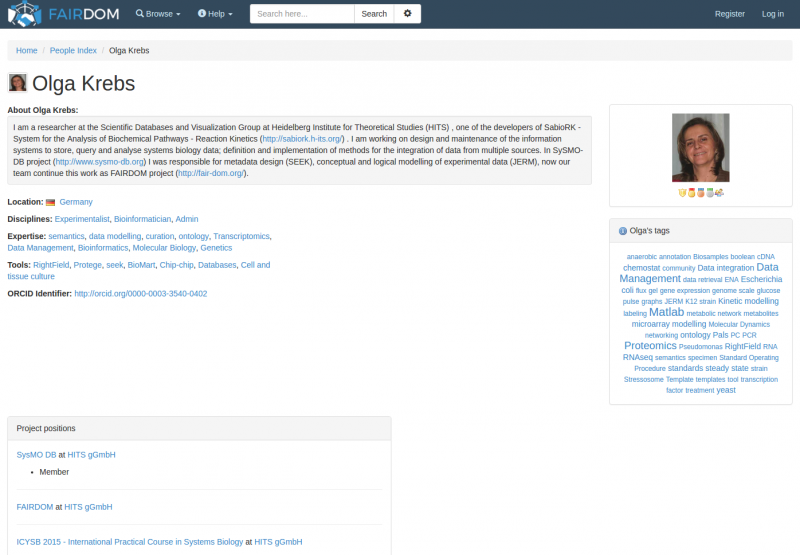 FAIRDOM Browse Help Search here... Search Register Log in
Home / People Index / Olga Krebs
Olga Krebs
About Olga Krebs:
I am a researcher at the Scientific Databases and Visualization Group at Heidelberg Institute for Theoretical Studies (HITS) , one of the developers of SabioRK -
System for the Analysis of Biochemical Pathways - Reaction Kinetics (http://sabiork.h-its.org/) . I am working on design and maintenance of the information
systems to store, query and analyse systems biology data; definition and implementation of methods for the integration of data from multiple sources. In SySMO-
DB project (http://www.sysmo-db.org) I was responsible for metadata design (SEEK), conceptual and logical modelling of experimental data (JERM), now our
team continue this work as FAIRDOM project (http://fair-dom.org/).
Location: Germany
Disciplines: Experimentalist, Bioinformatician, Admin
Expertise: semantics, data modelling, curation, ontology, Transcriptomics,
Data Management, Bioinformatics, Molecular Biology, Genetics
Tools: RightField, Protege, seek, BioMart, Chip-chip, Databases, Cell and
tissue culture
ORCID Identifier: http://orcid.org/0000-0003-3540-0402
Olga's tags
anaerobic annotation Biosamples boolean cDNA
chemostat community Data integration Data
Management data retrieval ENA Escherichia
coli flux gel gene expression genome scale glucose
pulse graphs JERM K12 strain Kinetic modelling
labeling Matlab metabolic network metabolites
microarray modelling Molecular Dynamics
networking ontology Pals PC PCR
Proteomics Pseudomonas RightField RNA
RNAseq semantics specimen Standard Operating
Procedure standards steady state strain
Stressosome Template templates tool transcription
factor treatment yeast
Project positions
SysMO DB at HITS gGmbH
Member
FAIRDOM at HITS gGmbH
ICYSB 2015 - International Practical Course in Systems Biology at HITS gGmbH